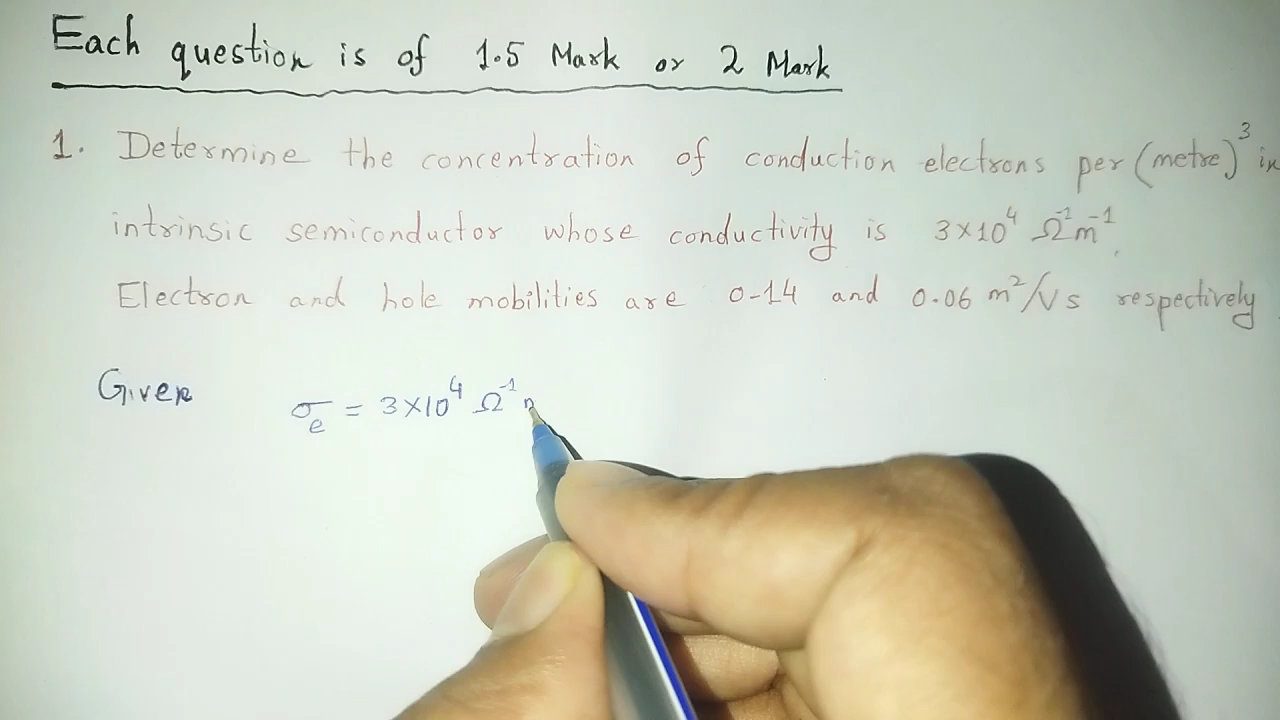 Each question is of 1.5 Mark or 2 Mark
1. Determine the concentration of conduction electrons per (metre)³ in
intrinsic semiconductor whose conductivity is 3×10⁴ Ω⁻¹m⁻¹.
Electron and hole mobilities are 0.14 and 0.06 m²/Vs respectively.
Given σₑ = 3×10⁴ Ω⁻¹